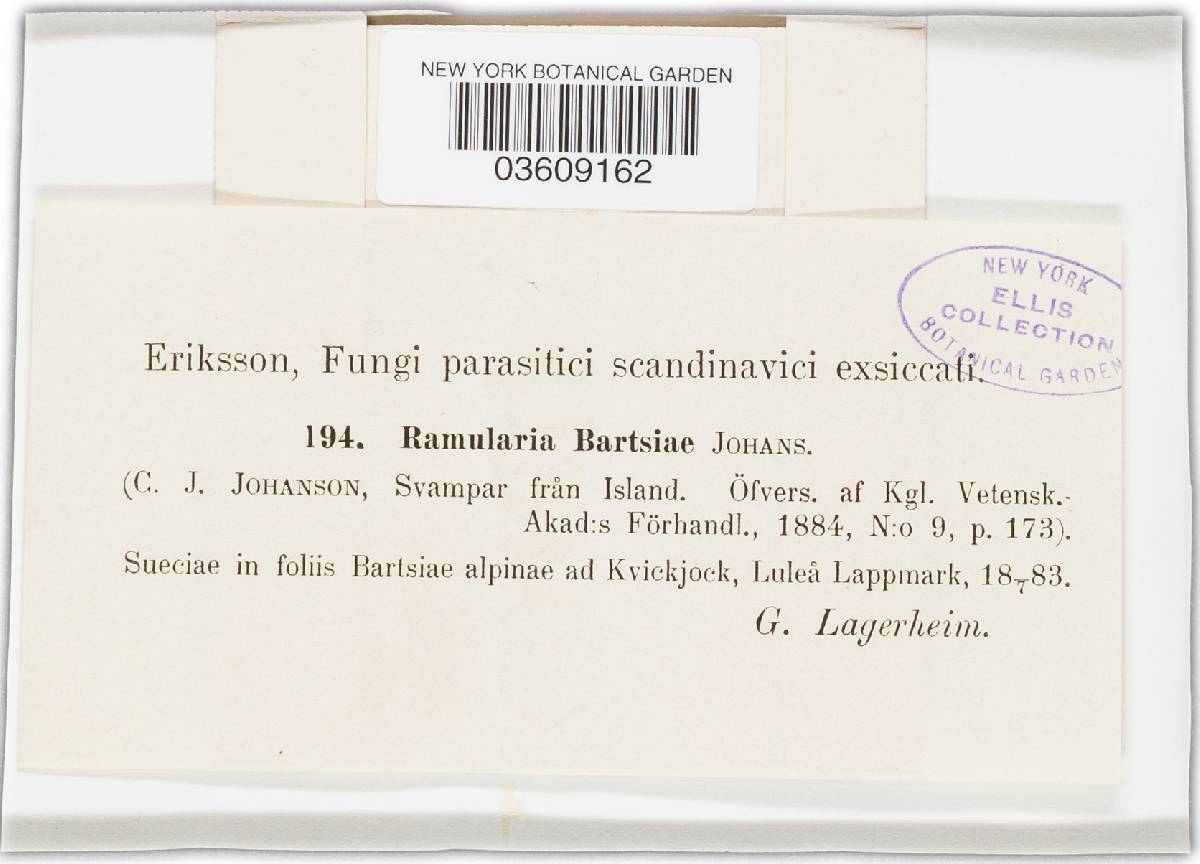 NEW YORK BOTANICAL GARDEN
03609162
NEW YORK
ELLIS
COLLECTION
BOTANICAL GARDEN
Eriksson, Fungi parasitici scandinavici exsiccati.
194. Ramularia Bartsiae JOHANS.
(C. J. JOHANSON, Svampar från Island. Öfvers. af Kgl. Vetensk.-
Akad:s Förhandl., 1884, N:o 9, p. 173).
Sueciae in foliis Bartsiae alpinae ad Kvickjock, Luleå Lappmark, 18 7 83.
G. Lagerheim.